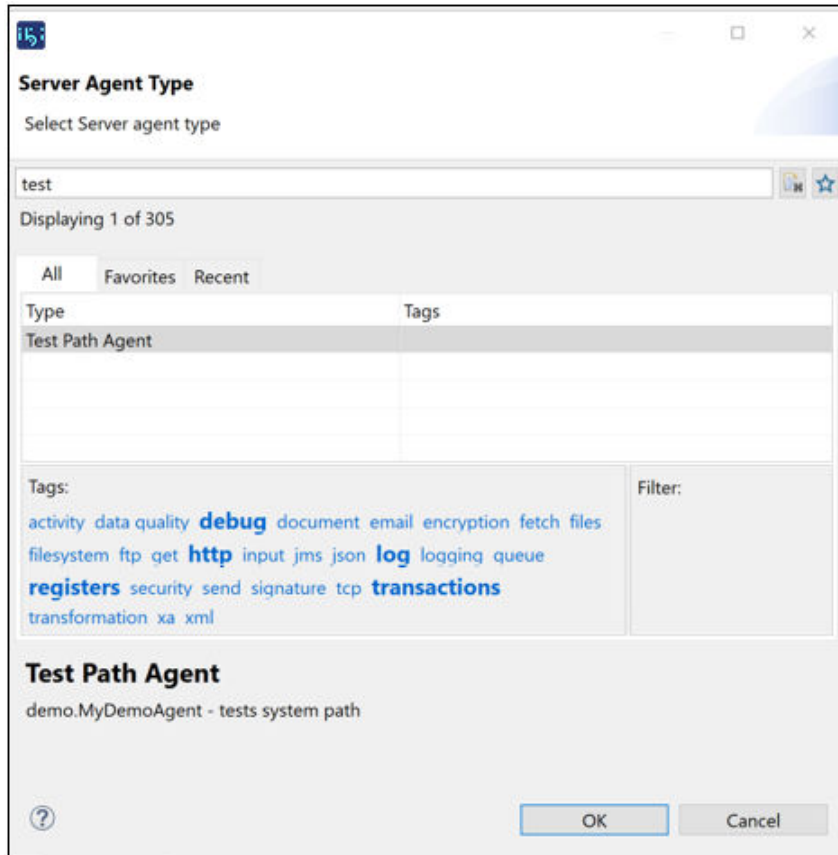 Server Agent Type
Select Server agent type
test
Displaying 1 of 305
All Favorites Recent
Type Tags
Test Path Agent
Tags: Filter:
activity data quality debug document email encryption fetch files
filesystem ftp get http input jms json log logging queue
registers security send signature tcp transactions
transformation xa xml
Test Path Agent
demo.MyDemoAgent - tests system path
? OK Cancel